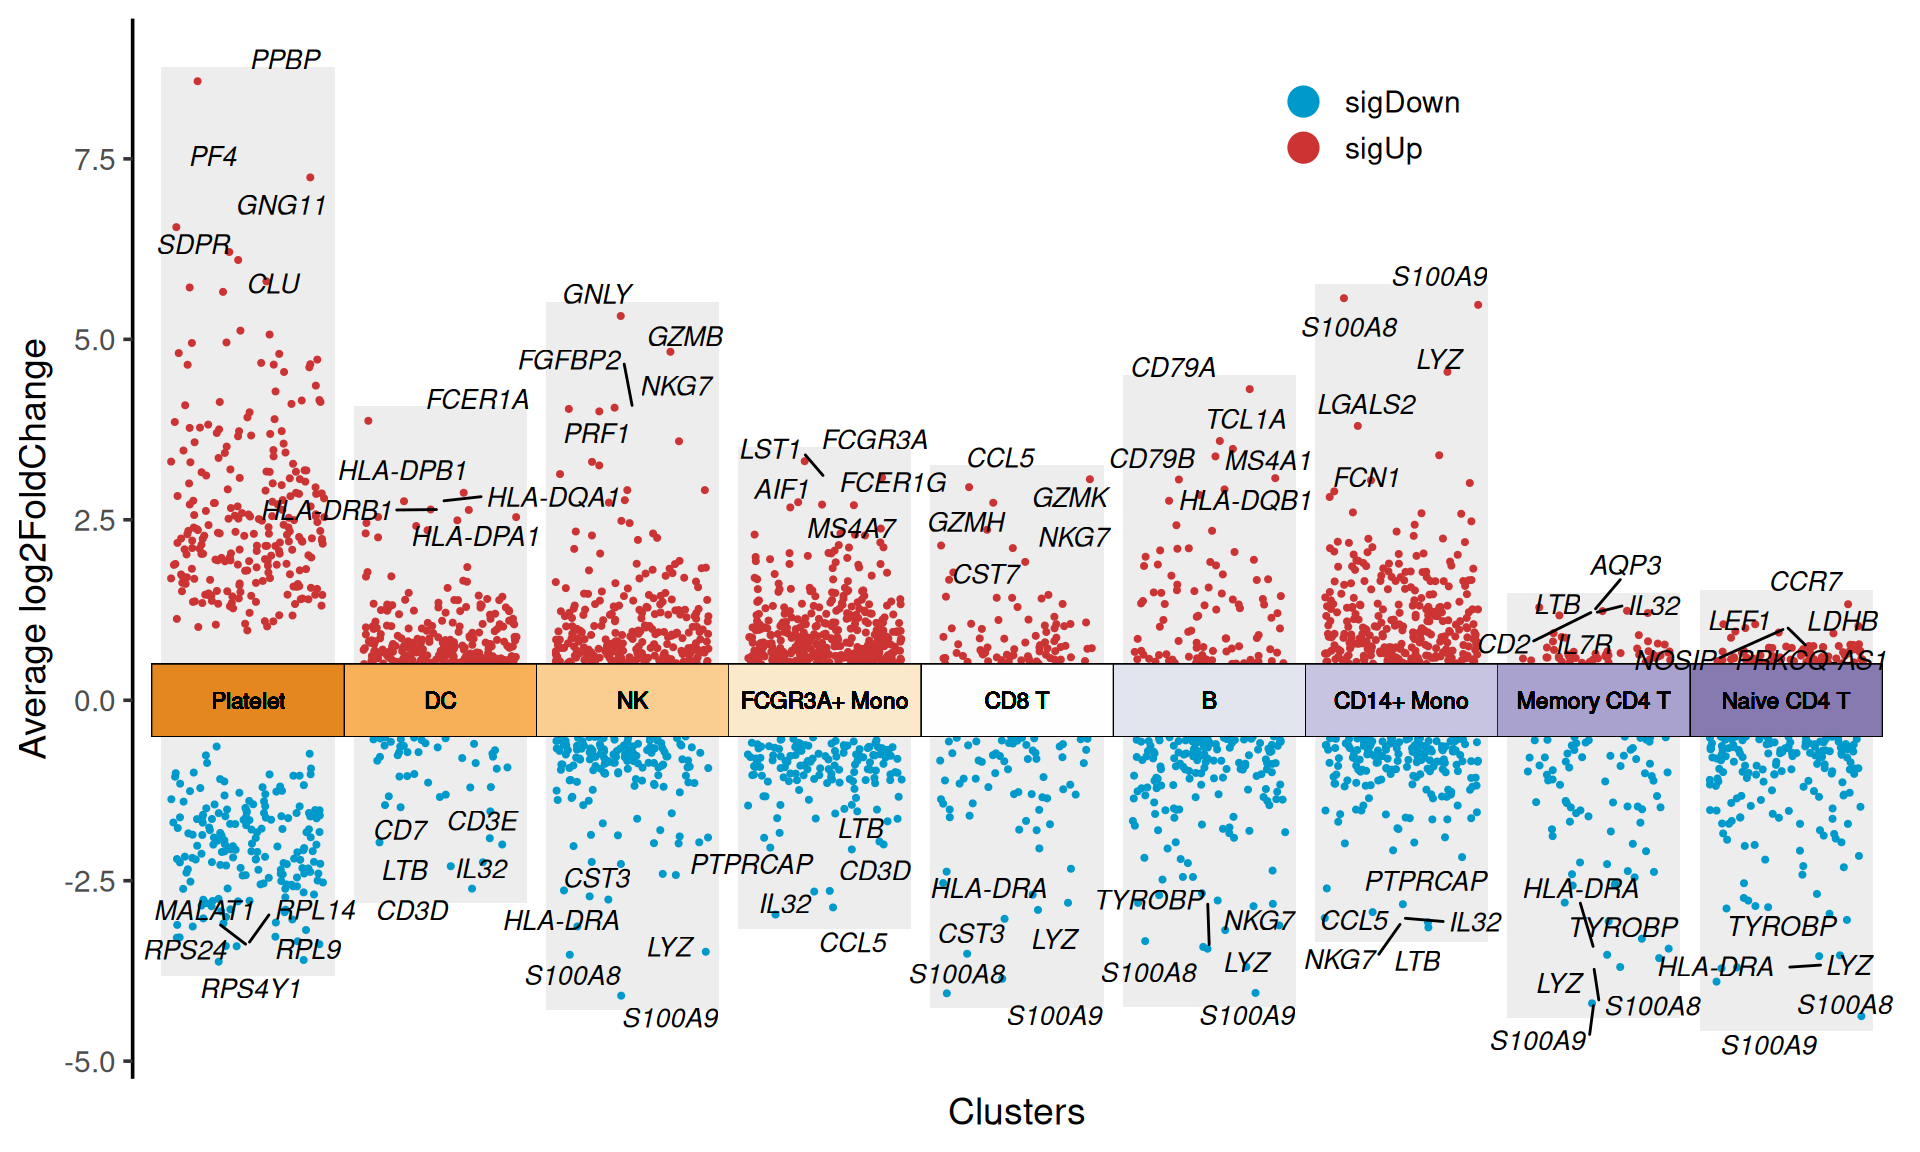 PPBP
sigDown
sigUp
7.5
PF4
GNG11
SDPR
CLU
S100A9
GNLY
S100A8
5.0
GZMB
FGFBP2
LYZ
CD79A
NKG7
FCER1A
LGALS2
TCL1A
PRF1
LST1
FCGR3A
CCL5
CD79B
MS4A1
HLA-DPB1
FCN1
AIF1
FCER1G
HLA-DQA1
GZMK
HLA-DQB1
HLA-DRB1
2.5
GZMH
MS4A7
HLA-DPA1
NKG7
AQP3
CST7
CCR7
LTB
IL32
LEF1
LDHB
CD2
IL7R
NOSIP
PRKCQ-AS1
0.0
Platelet
DC
NK
FCGR3A+ Mono
CD8 T
B
CD14+ Mono
Memory CD4 T
Naive CD4 T
Average log2FoldChange
CD7
CD3E
LTB
PTPRCAP
LTB
IL32
CD3D
-2.5
CST3
PTPRCAP
HLA-DRA
HLA-DRA
TYROBP
IL32
MALAT1
RPL14
CD3D
HLA-DRA
NKG7
CCL5
IL32
TYROBP
TYROBP
CST3
LYZ
CCL5
RPS24
RPL9
LYZ
LYZ
NKG7
LTB
HLA-DRA
LYZ
S100A8
S100A8
S100A8
LYZ
RPS4Y1
S100A8
S100A8
S100A9
S100A9
S100A9
S100A9
S100A9
-5.0
Clusters